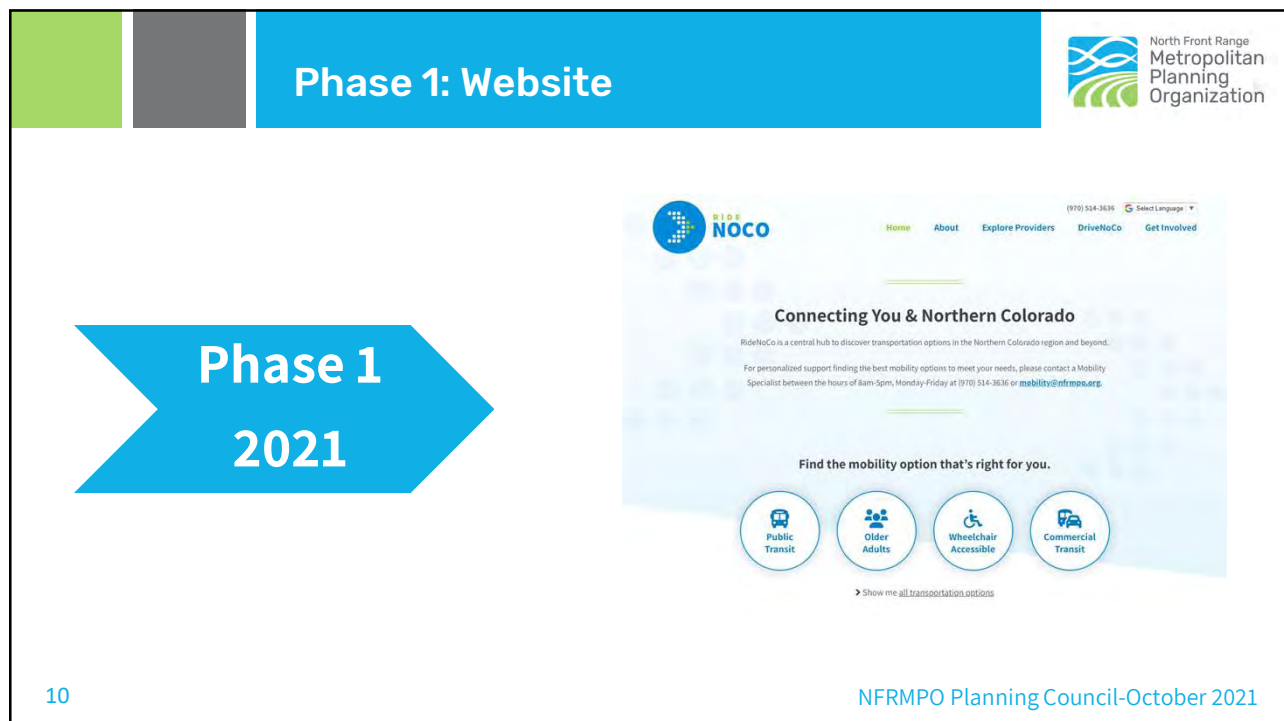 Phase 1: Website
North Front Range
Metropolitan
Planning
Organization
Phase 1
2021
RIDE
NOCO
(970) 514-3636 G Select Language ▼
Home About Explore Providers DriveNoCo Get Involved
Connecting You & Northern Colorado
RideNoCo is a central hub to discover transportation options in the Northern Colorado region and beyond.
For personalized support finding the best mobility options to meet your needs, please contact a Mobility
Specialist between the hours of 8am-5pm, Monday-Friday at (970) 514-3636 or mobility@nfrmpo.org.
Find the mobility option that's right for you.
Public
Transit
Older
Adults
Wheelchair
Accessible
Commercial
Transit
Show me all transportation options
10
NFRMPO Planning Council-October 2021